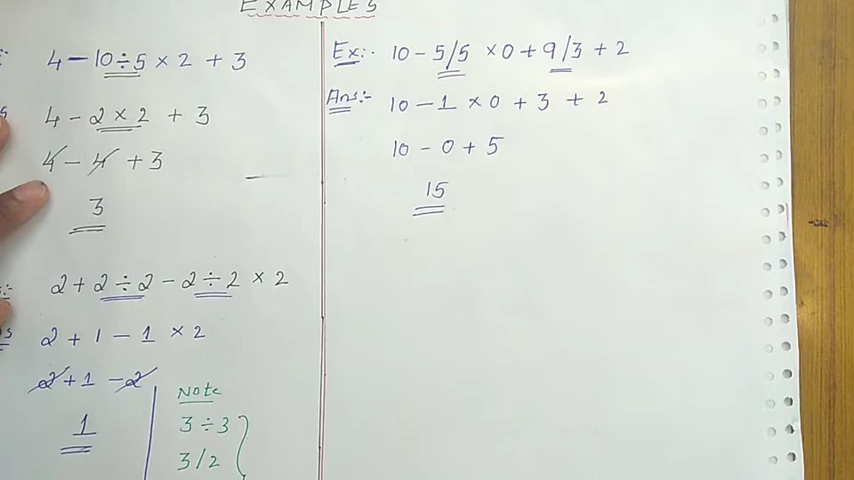 EXAMPLES
4 - 10 ÷ 5 × 2 + 3
4 - 2 × 2 + 3
4 - 4 + 3
3
2 + 2 ÷ 2 - 2 ÷ 2 × 2
2 + 1 - 1 × 2
2 + 1 - 2
1
Note
3 ÷ 3
3 / 2
Ex:- 10 - 5/5 × 0 + 9/3 + 2
Ans:- 10 - 1 × 0 + 3 + 2
10 - 0 + 5
15